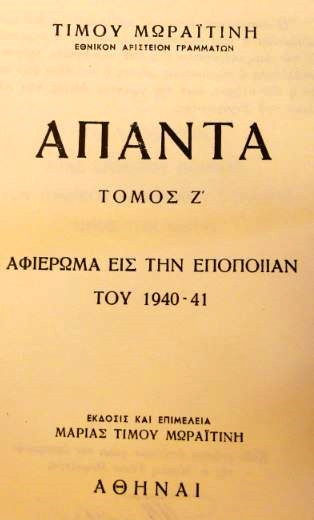 ΤΙΜΟΥ ΜΩΡΑΪΤΙΝΗ
ΕΘΝΙΚΟΝ ΑΡΙΣΤΕΙΟΝ ΓΡΑΜΜΑΤΩΝ
ΑΠΑΝΤΑ
ΤΟΜΟΣ Ζ'
ΑΦΙΕΡΩΜΑ ΕΙΣ ΤΗΝ ΕΠΟΠΟΙΙΑΝ
ΤΟΥ 1940-41
ΕΚΔΟΣΙΣ ΚΑΙ ΕΠΙΜΕΛΕΙΑ
ΜΑΡΙΑΣ ΤΙΜΟΥ ΜΩΡΑΪΤΙΝΗ
ΑΘΗΝΑΙ